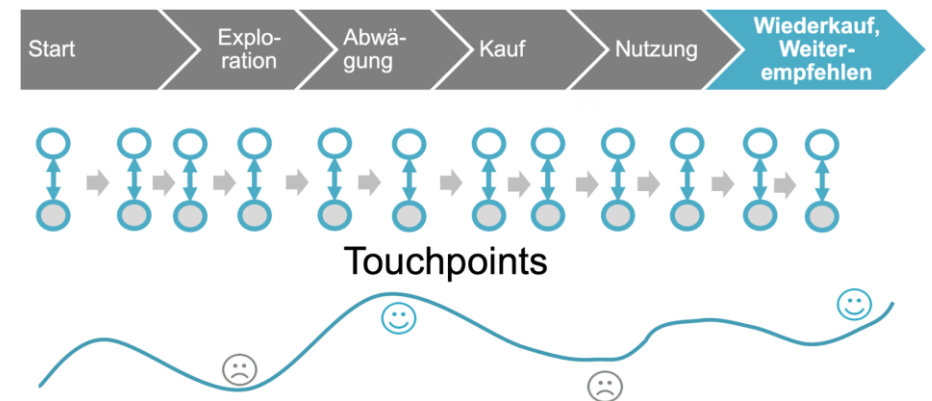 Start
Explo-
ration
Abwä-
gung
Kauf
Nutzung
Wiederkauf,
Weiter-
empfehlen
Touchpoints